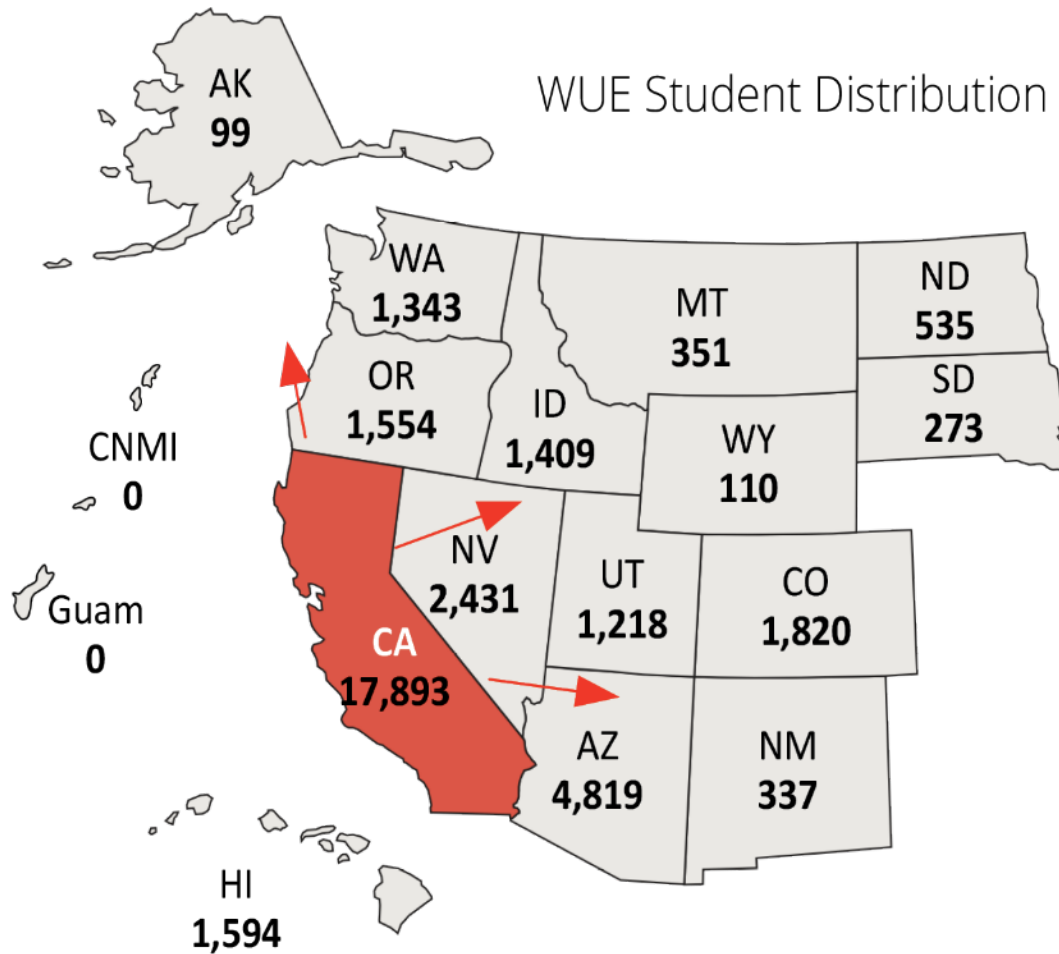 AK
99
WUE Student Distribution
WA
1,343
MT
351
ND
535
OR
1,554
ID
1,409
SD
273
WY
110
CNMI
0
NV
2,431
UT
1,218
CO
1,820
Guam
0
CA
17,893
AZ
4,819
NM
337
HI
1,594